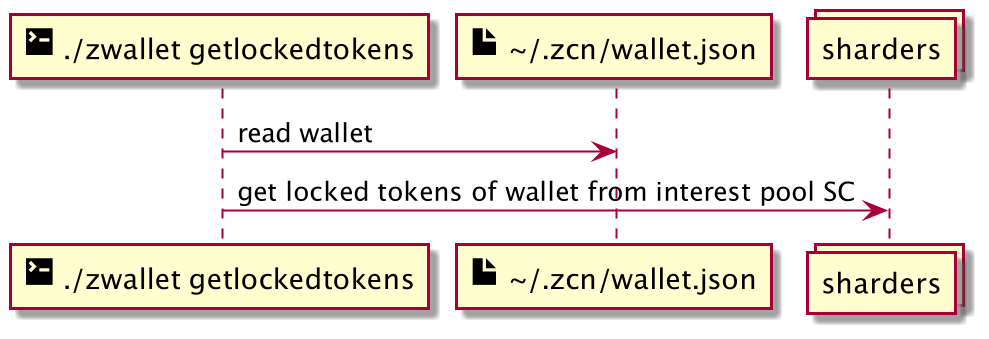 ./zwallet getlockedtokens
~/.zcn/wallet.json
sharders
read wallet
get locked tokens of wallet from interest pool SC
./zwallet getlockedtokens
~/.zcn/wallet.json
sharders